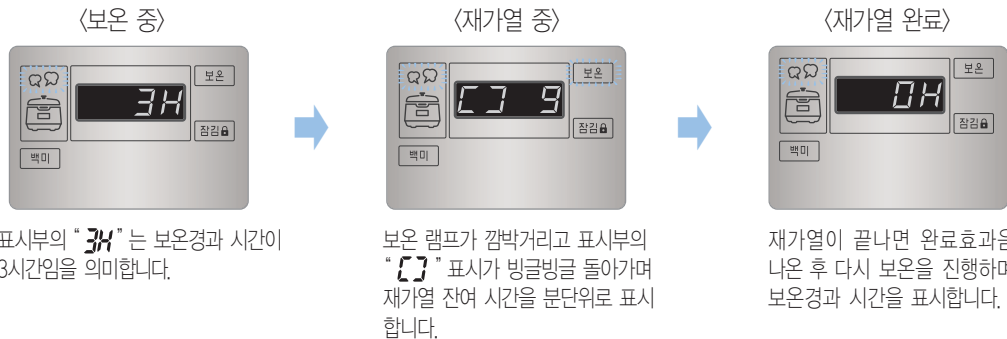 〈보온 중〉
3H
보온
잠김
백미
표시부의 “3H”는 보온경과 시간이
3시간임을 의미합니다.
〈재가열 중〉
[ ] 9
보온
잠김
백미
보온 램프가 깜박거리고 표시부의
“[ ]” 표시가 빙글빙글 돌아가며
재가열 잔여 시간을 분단위로 표시
합니다.
〈재가열 완료〉
0H
보온
잠김
백미
재가열이 끝나면 완료효과음
나온 후 다시 보온을 진행하며
보온경과 시간을 표시합니다.